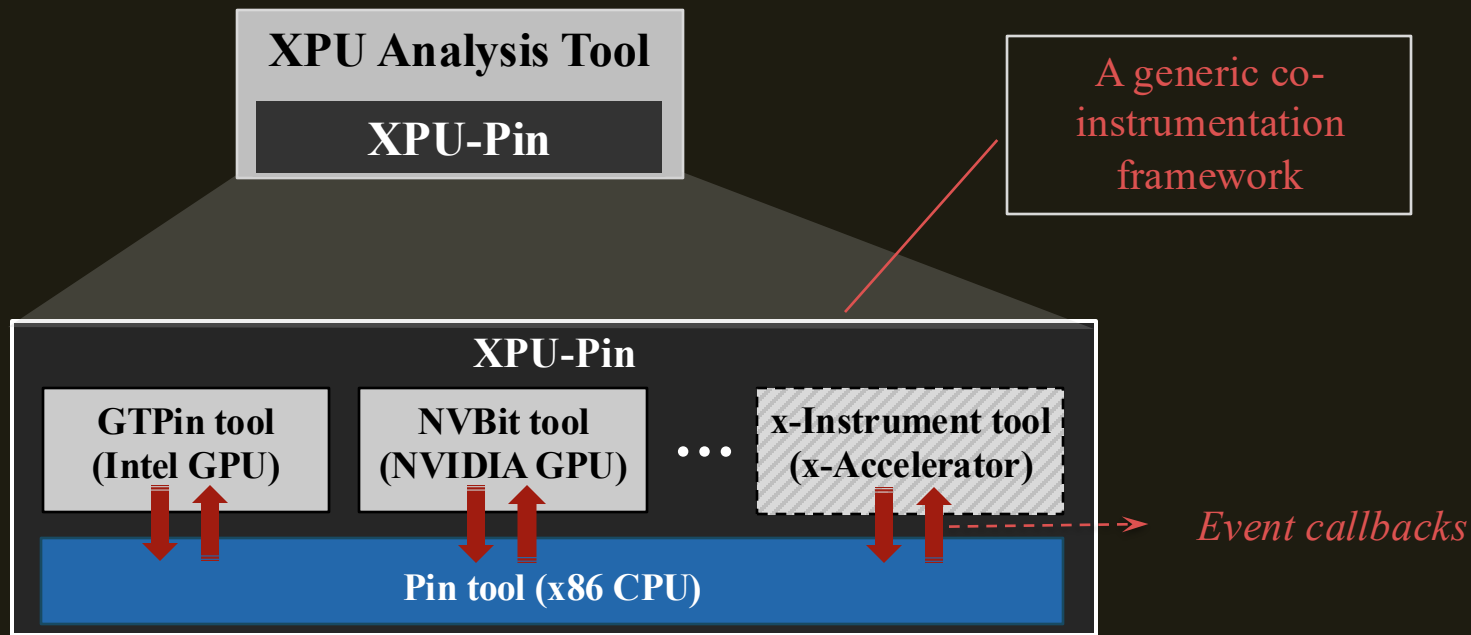 XPU Analysis Tool
XPU-Pin
A generic co-
instrumentation
framework
XPU-Pin
GTPin tool
(Intel GPU)
NVBit tool
(NVIDIA GPU)
...
x-Instrument tool
(x-Accelerator)
Event callbacks
Pin tool (x86 CPU)